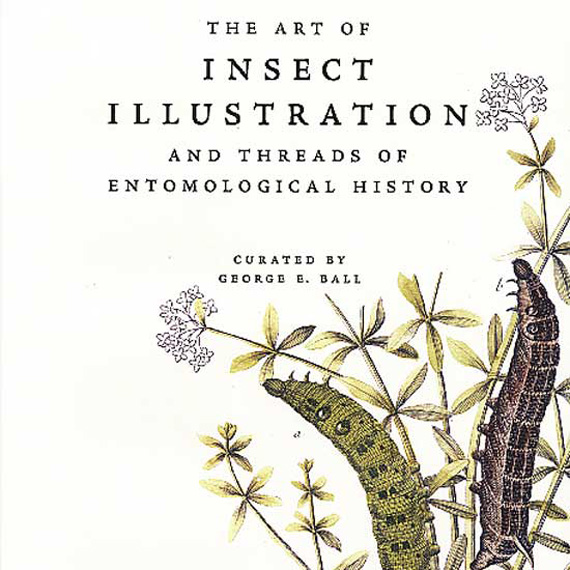 THE ART OF
INSECT
ILLUSTRATION
AND THREADS OF
ENTOMOLOGICAL HISTORY
CURATED BY
GEORGE E. BALL